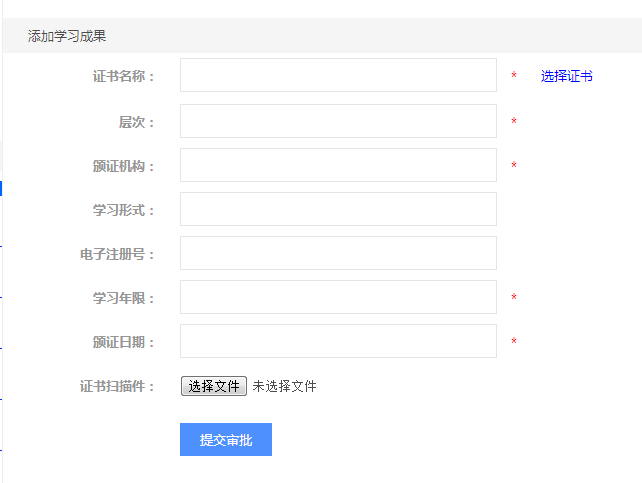 添加学习成果
证书名称： * 选择证书
层次： *
颁证机构： *
学习形式：
电子注册号：
学习年限： *
颁证日期： *
证书扫描件： 选择文件 未选择文件
提交审批